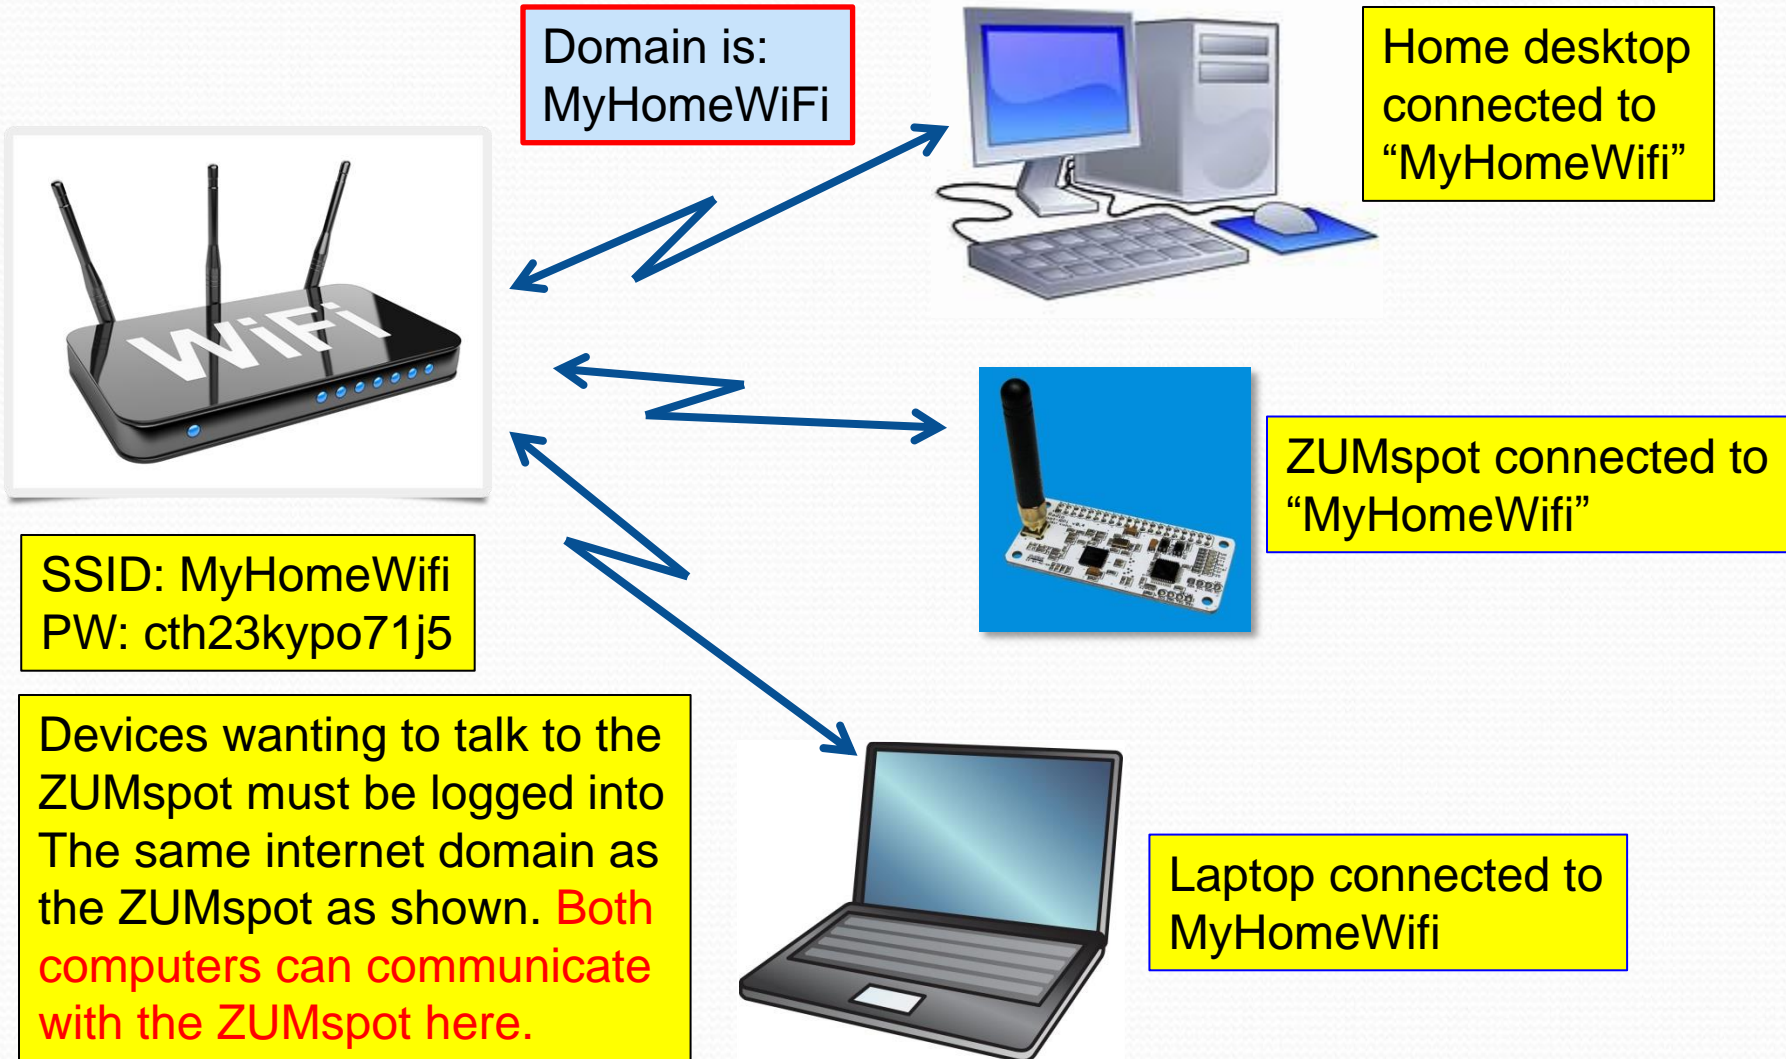 Domain is:
MyHomeWiFi
Home desktop
connected to
“MyHomeWifi”
WiFi
ZUMspot connected to
“MyHomeWifi”
SSID: MyHomeWifi
PW: cth23kypo71j5
Devices wanting to talk to the
ZUMspot must be logged into
The same internet domain as
the ZUMspot as shown. Both
computers can communicate
with the ZUMspot here.
Laptop connected to
MyHomeWifi